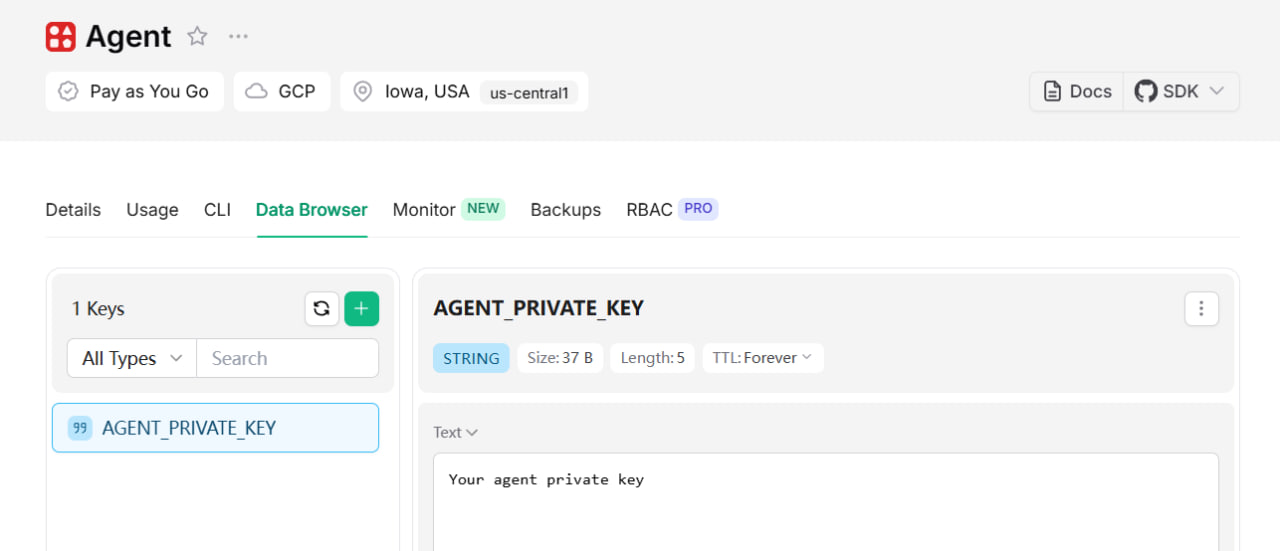 Agent
Pay as You Go GCP Iowa, USA us-central1 Docs SDK
Details Usage CLI Data Browser Monitor NEW Backups RBAC PRO
1 Keys
All Types Search
AGENT_PRIVATE_KEY
AGENT_PRIVATE_KEY
STRING Size: 37 B Length: 5 TTL: Forever
Text
Your agent private key